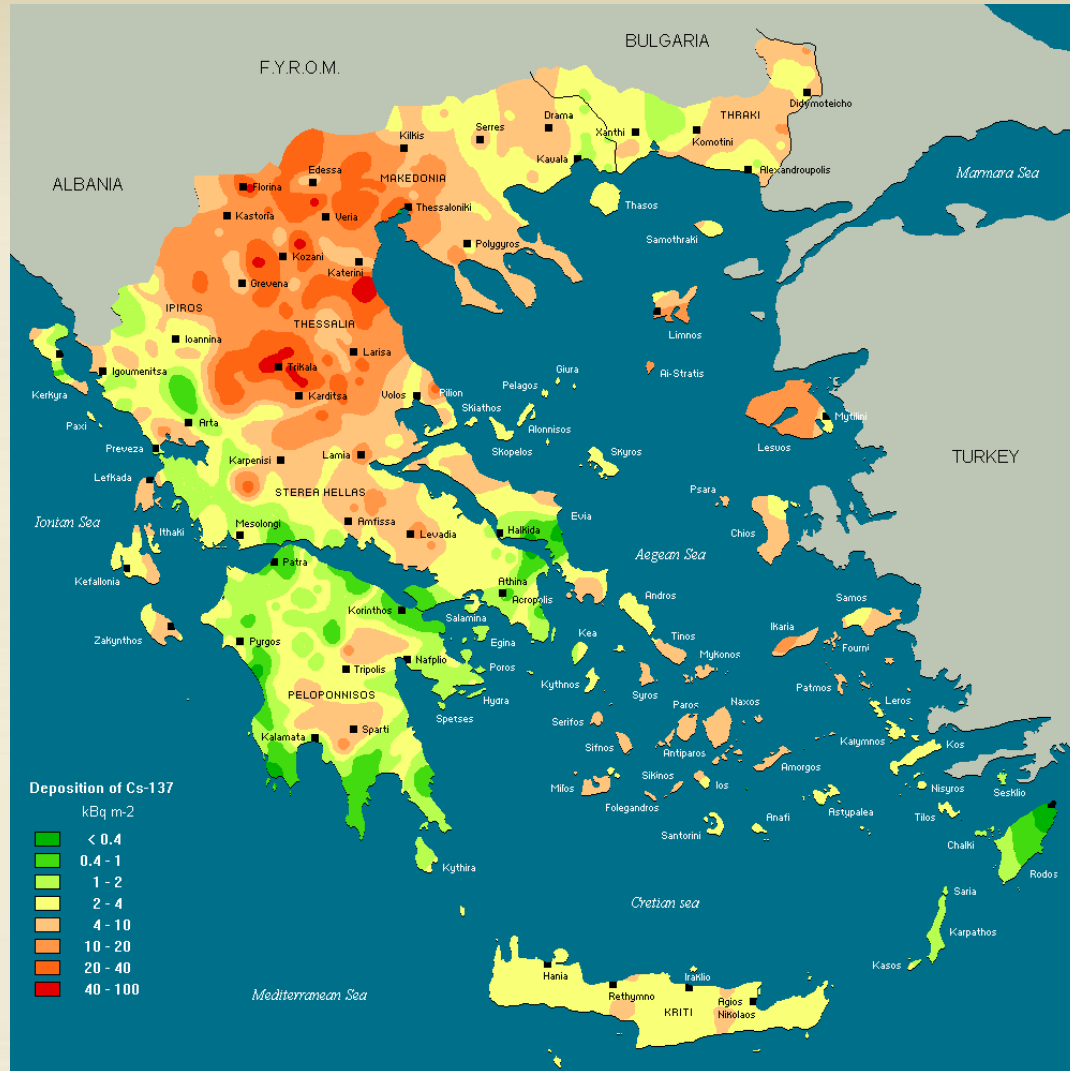 BULGARIA
F.Y.R.O.M.
Didymoteicho
THRAKI
Drama
Serres
Xanthi
Komotini
Kilkis
Kavala
Alexandroupolis
Marmara Sea
Edessa
MAKEDONIA
ALBANIA
Florina
Thessaloniki
Thasos
Kastoria
Veria
Samothraki
Polygyros
Kozani
Katerini
Grevena
IPIROS
THESSALIA
Limnos
Ioannina
Larisa
Igoumenitsa
Trikala
Ai-Stratis
Giura
Pelagos
Kerkyra
Karditsa
Volos
Pilion
Skiathos
Mytilini
Paxi
Arta
Alonnisos
Lesvos
Preveza
Skopelos
Skyros
Karpenisi
Lamia
TURKEY
Lefkada
STEREA HELLAS
Psara
Ionian Sea
Mesologi
Amfissa
Evia
Ithaki
Levadia
Halkida
Chios
Aegean Sea
Kefallonia
Patra
Athina
Acropolis
Andros
Samos
Korinthos
Salamina
Zakynthos
Kea
Tinos
Ikaria
Pyrgos
Egina
Fourni
Nafplio
Mykonos
Tripolis
Poros
Kythnos
Patmos
PELOPONNISOS
Hydra
Syros
Paros
Naxos
Leros
Spetses
Serifos
Sparti
Kalamata
Sifnos
Antiparos
Kalymnos
Kos
Amorgos
Sikinos
Milos
Ios
Nisyros
Sesklio
Folegandros
Astypalea
Tilos
Santorini
Anafi
Chalki
Kythira
Rodos
Saria
Cretian sea
Karpathos
Kasos
Hania
Iraklio
Mediterranean Sea
Rethymno
Agios
Nikolaos
KRITI
Deposition of Cs-137
kBq m-2
< 0.4
0.4 - 1
1 - 2
2 - 4
4 - 10
10 - 20
20 - 40
40 - 100